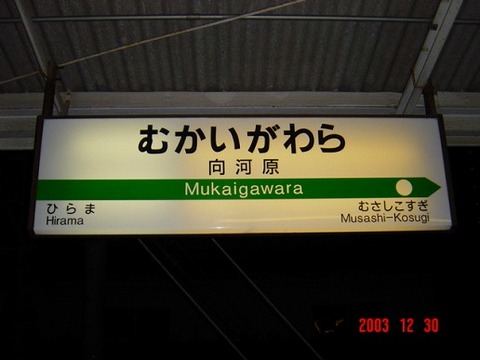 むかいがわら
向河原
Mukaigawara
ひらま
Hirama
むさしこすぎ
Musashi-Kosugi
2003 12 30